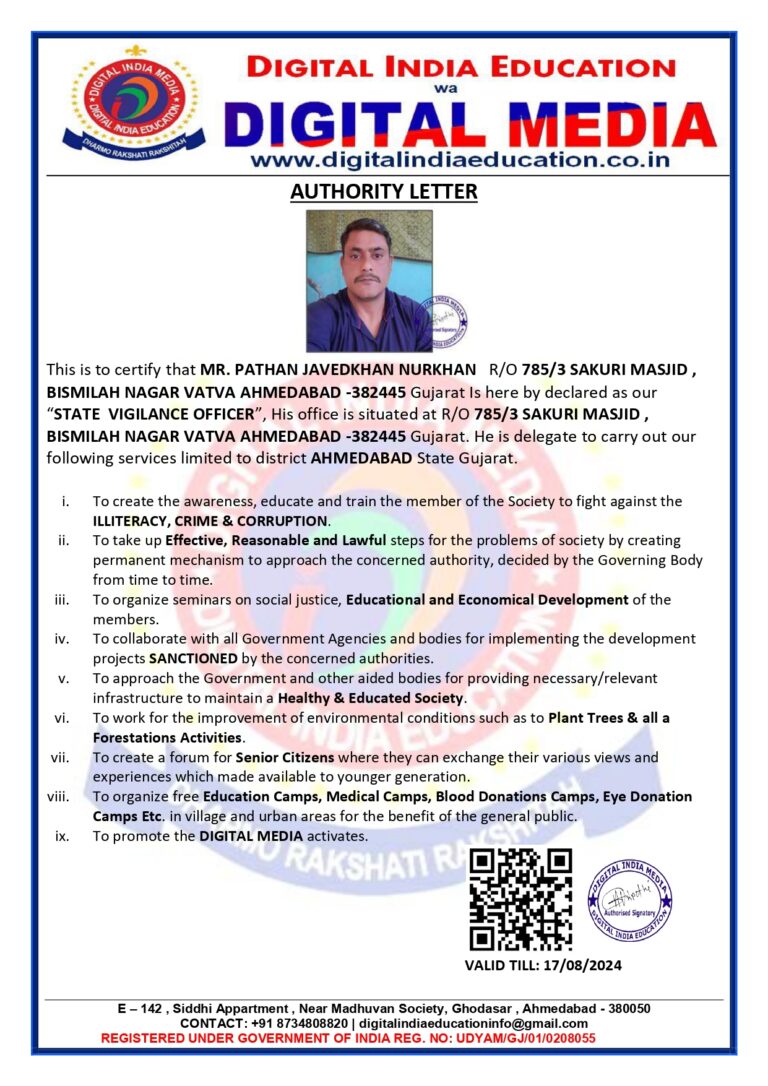 DIGITAL INDIA MEDIA
DIGITAL INDIA EDUCATION
DHARMO RAKSHATI RAKSHITAH
DIGITAL INDIA EDUCATION
wa
DIGITAL MEDIA
www.digitalindiaeducation.co.in
AUTHORITY LETTER
This is to certify that MR. PATHAN JAVEDKHAN NURKHAN R/O 785/3 SAKURI MASJID ,
BISMILAH NAGAR VATVA AHMEDABAD -382445 Gujarat Is here by declared as our
“STATE VIGILANCE OFFICER”, His office is situated at R/O 785/3 SAKURI MASJID ,
BISMILAH NAGAR VATVA AHMEDABAD -382445 Gujarat. He is delegate to carry out our
following services limited to district AHMEDABAD State Gujarat.
i. To create the awareness, educate and train the member of the Society to fight against the
ILLITERACY, CRIME & CORRUPTION.
ii. To take up Effective, Reasonable and Lawful steps for the problems of society by creating
permanent mechanism to approach the concerned authority, decided by the Governing Body
from time to time.
iii. To organize seminars on social justice, Educational and Economical Development of the
members.
iv. To collaborate with all Government Agencies and bodies for implementing the development
projects SANCTIONED by the concerned authorities.
v. To approach the Government and other aided bodies for providing necessary/relevant
infrastructure to maintain a Healthy & Educated Society.
vi. To work for the improvement of environmental conditions such as to Plant Trees & all a
Forestations Activities.
vii. To create a forum for Senior Citizens where they can exchange their various views and
experiences which made available to younger generation.
viii. To organize free Education Camps, Medical Camps, Blood Donations Camps, Eye Donation
Camps Etc. in village and urban areas for the benefit of the general public.
ix. To promote the DIGITAL MEDIA activates.
DIGITAL INDIA MEDIA
Authorised Signatory
DIGITAL INDIA EDUCATION
VALID TILL: 17/08/2024
E – 142 , Siddhi Appartment , Near Madhuvan Society, Ghodasar , Ahmedabad - 380050
CONTACT: +91 8734808820 | digitalindiaeducationinfo@gmail.com
REGISTERED UNDER GOVERNMENT OF INDIA REG. NO: UDYAM/GJ/01/0208055